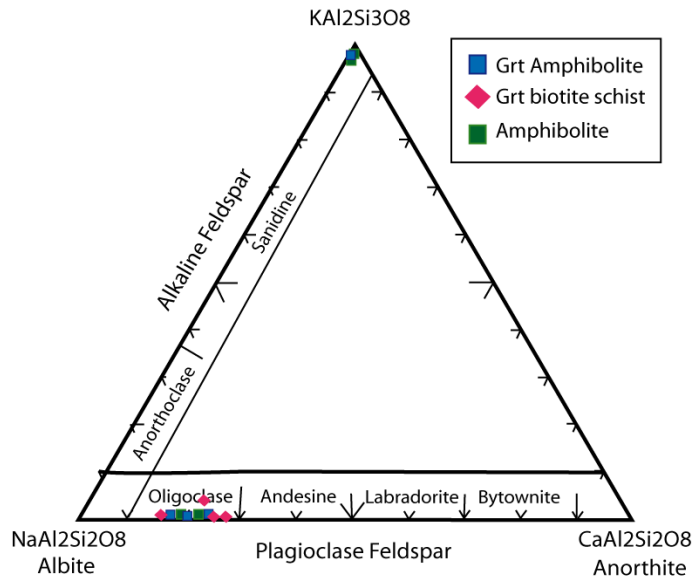 KAl2Si3O8
Grt Amphibolite
Grt biotite schist
Amphibolite
Alkaline Feldspar
Sanidine
Anorthoclase
Oligoclase
Andesine
Labradorite
Bytownite
NaAl2Si2O8
Albite
Plagioclase Feldspar
CaAl2Si2O8
Anorthite